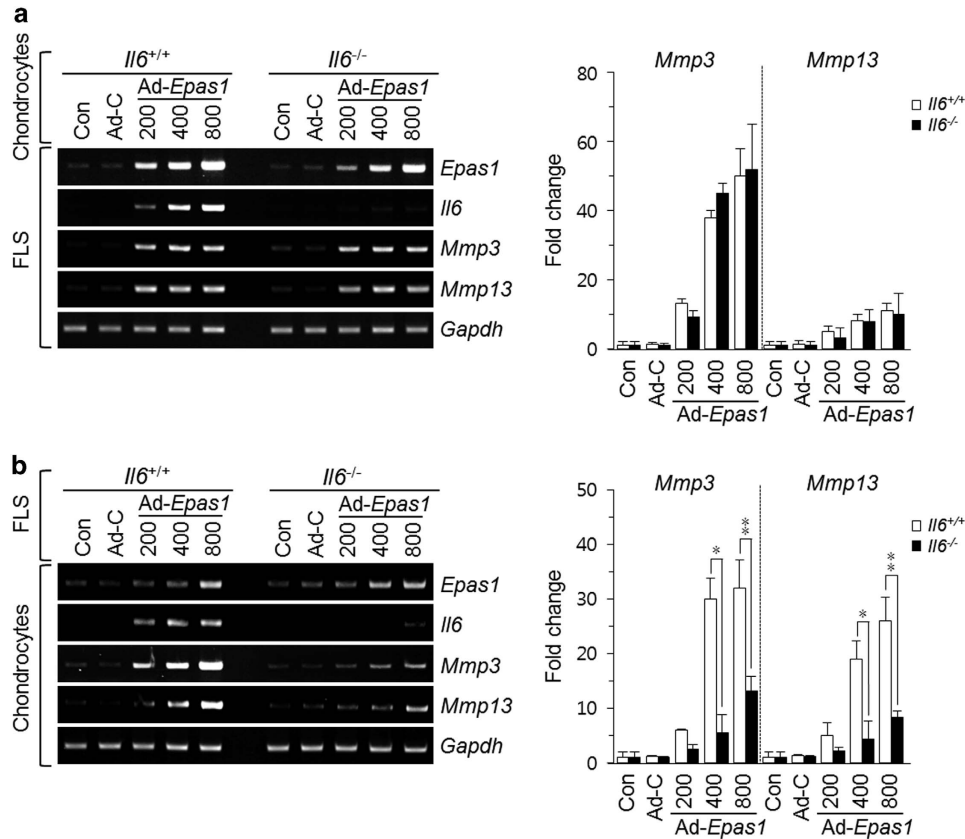 a
Chondrocytes
Il6+/+ Il6-/-
Ad-Epas1 Ad-Epas1
Con Ad-C 200 400 800 Con Ad-C 200 400 800
FLS
Epas1
Il6
Mmp3
Mmp13
Gapdh
Mmp3 Mmp13
Il6+/+
Il6-/-
Fold change
80
60
40
20
0
Con Ad-C 200 400 800 Con Ad-C 200 400 800
Ad-Epas1 Ad-Epas1
b
FLS
Il6+/+ Il6-/-
Ad-Epas1 Ad-Epas1
Con Ad-C 200 400 800 Con Ad-C 200 400 800
Chondrocytes
Epas1
Il6
Mmp3
Mmp13
Gapdh
Mmp3 Mmp13
Il6+/+
Il6-/-
Fold change
50
40
30
20
10
0
* ** * **
Con Ad-C 200 400 800 Con Ad-C 200 400 800
Ad-Epas1 Ad-Epas1